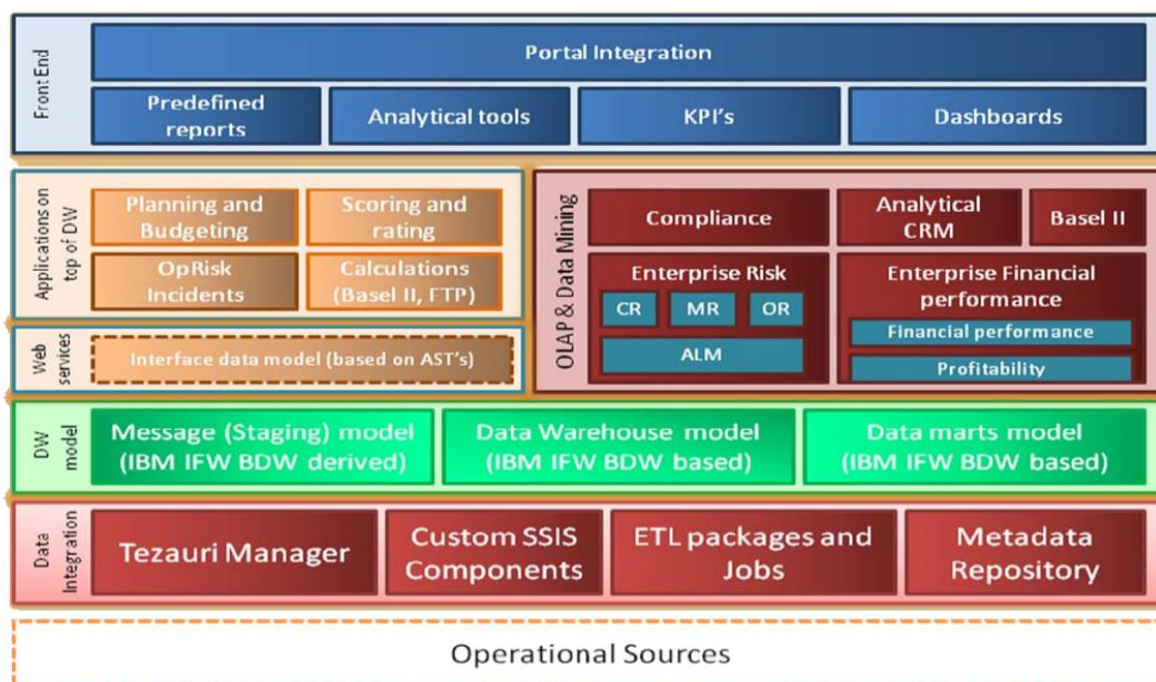 Front End
Portal Integration
Predefined
reports
Analytical tools
KPI's
Dashboards
Applications on
top of DW
Planning and
Budgeting
Scoring and
rating
OpRisk
Incidents
Calculations
(Basel II, FTP)
Web
services
Interface data model (based on AST's)
OLAP & Data Mining
Compliance
Analytical
CRM
Basel II
Enterprise Risk
CR
MR
OR
ALM
Enterprise Financial
performance
Financial performance
Profitability
DW
model
Message (Staging) model
(IBM IFW BDW derived)
Data Warehouse model
(IBM IFW BDW based)
Data marts model
(IBM IFW BDW based)
Data
Integration
Tezauri Manager
Custom SSIS
Components
ETL packages and
Jobs
Metadata
Repository
Operational Sources